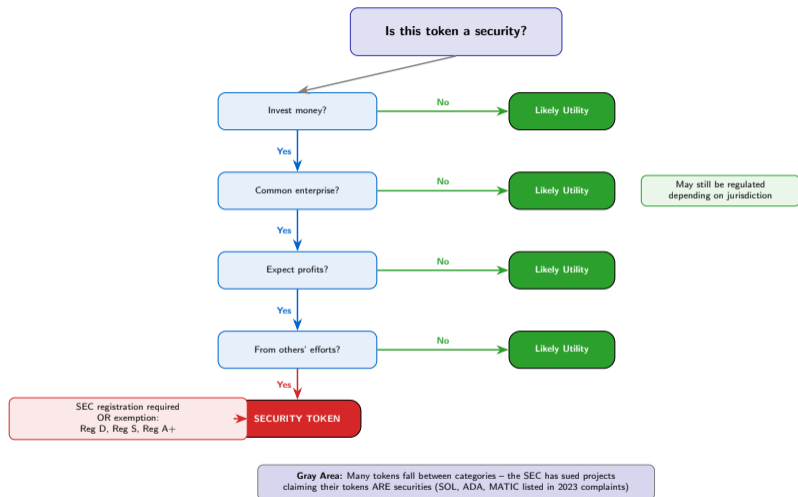 Is this token a security?
Invest money?
No
Likely Utility
Yes
Common enterprise?
No
Likely Utility
May still be regulated
depending on jurisdiction
Yes
Expect profits?
No
Likely Utility
Yes
From others' efforts?
No
Likely Utility
Yes
SEC registration required
OR exemption:
Reg D, Reg S, Reg A+
SECURITY TOKEN
Gray Area: Many tokens fall between categories – the SEC has sued projects
claiming their tokens ARE securities (SOL, ADA, MATIC listed in 2023 complaints)